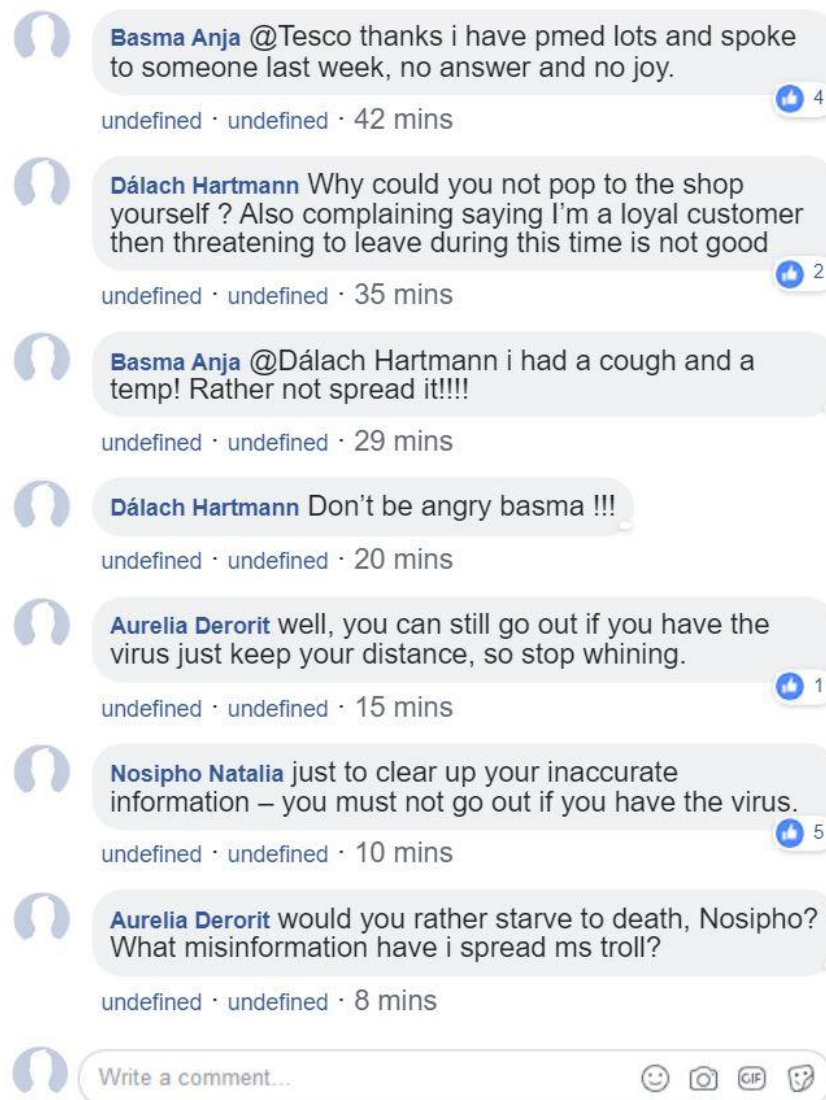 Basma Anja @Tesco thanks i have pmed lots and spoke
to someone last week, no answer and no joy.
4
undefined · undefined · 42 mins
Dálach Hartmann Why could you not pop to the shop
yourself ? Also complaining saying I’m a loyal customer
then threatening to leave during this time is not good
2
undefined · undefined · 35 mins
Basma Anja @Dálach Hartmann i had a cough and a
temp! Rather not spread it!!!!
undefined · undefined · 29 mins
Dálach Hartmann Don’t be angry basma !!!
undefined · undefined · 20 mins
Aurelia Derorit well, you can still go out if you have the
virus just keep your distance, so stop whining.
1
undefined · undefined · 15 mins
Nosipho Natalia just to clear up your inaccurate
information – you must not go out if you have the virus.
5
undefined · undefined · 10 mins
Aurelia Derorit would you rather starve to death, Nosipho?
What misinformation have i spread ms troll?
undefined · undefined · 8 mins
Write a comment...
GIF